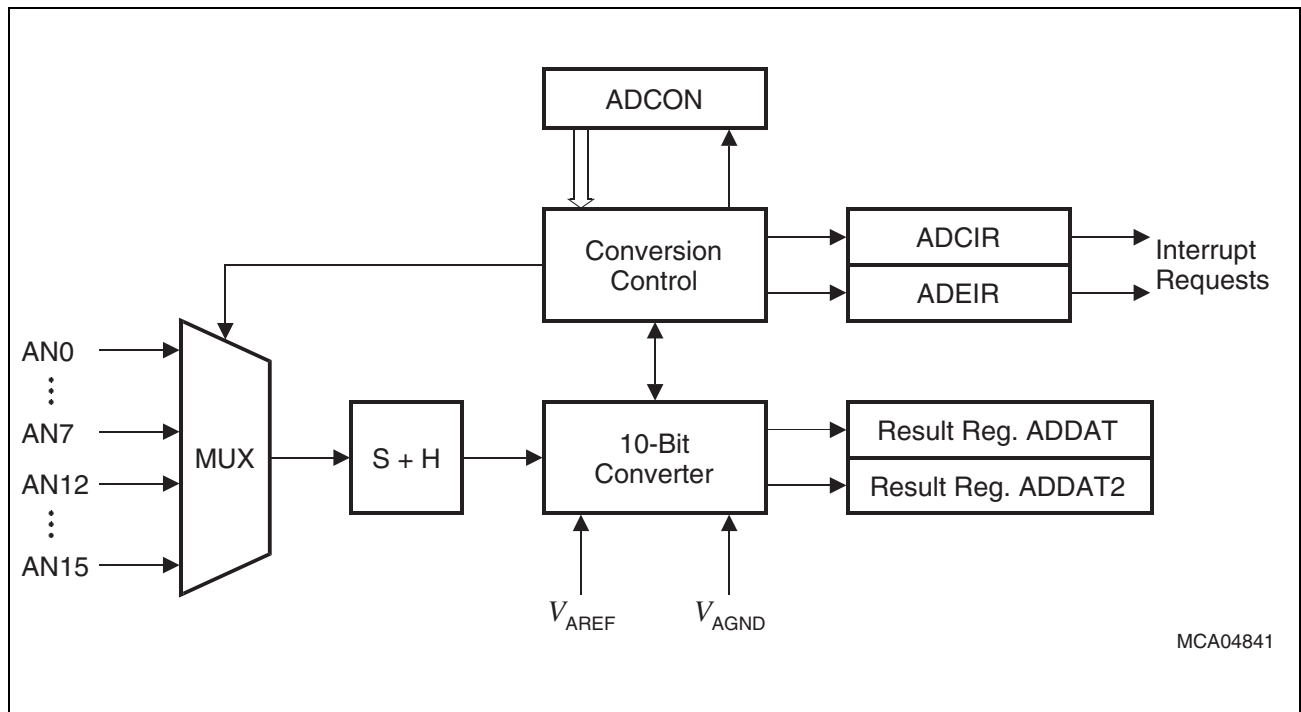 ADCON
Conversion
Control
ADCIR
ADEIR
Interrupt
Requests
AN0
AN7
AN12
AN15
MUX
S + H
10-Bit
Converter
Result Reg. ADDAT
Result Reg. ADDAT2
VAREF
VAGND
MCA04841